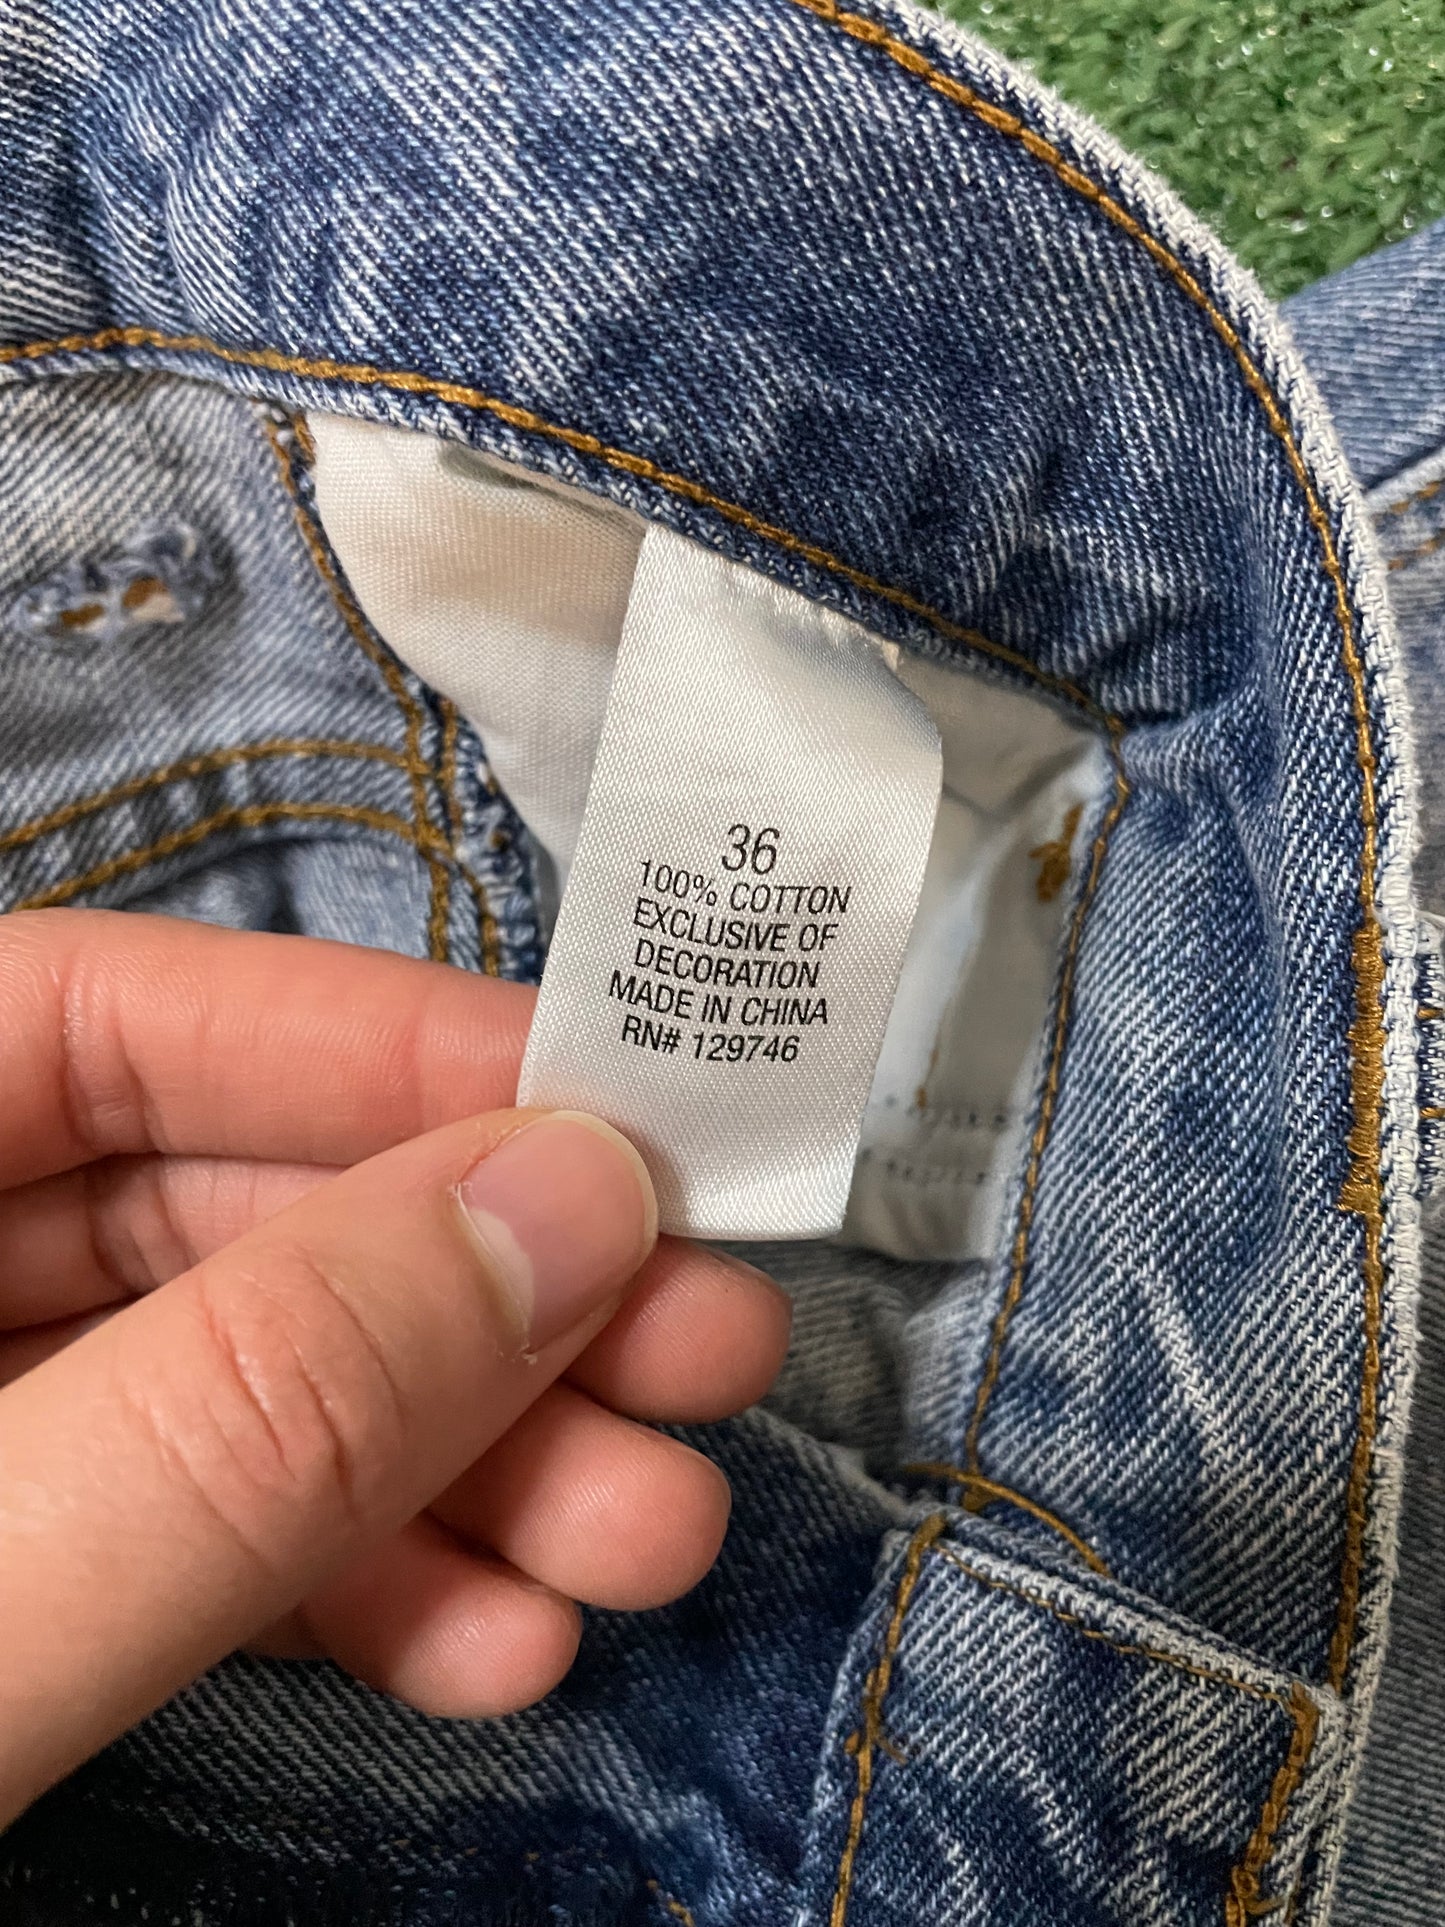 36
100% COTTON
EXCLUSIVE OF
DECORATION
MADE IN CHINA
RN# 129746